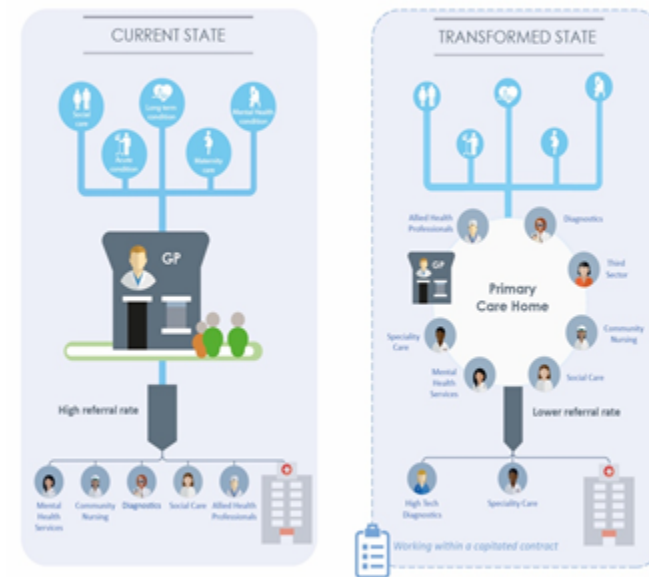 CURRENT STATE
Social
care
Long term
condition
Mental Health
condition
Acute
condition
Maternity
care
GP
High referral rate
Mental
Health
Services
Community
Nursing
Diagnostics
Social Care
Allied Health
Professionals
TRANSFORMED STATE
Allied Health
Professionals
Diagnostics
GP
Third
Sector
Primary
Care Home
Speciality
Care
Community
Nursing
Mental
Health
Services
Social Care
Lower referral rate
High Tech
Diagnostics
Speciality Care
Working within a capitated contract